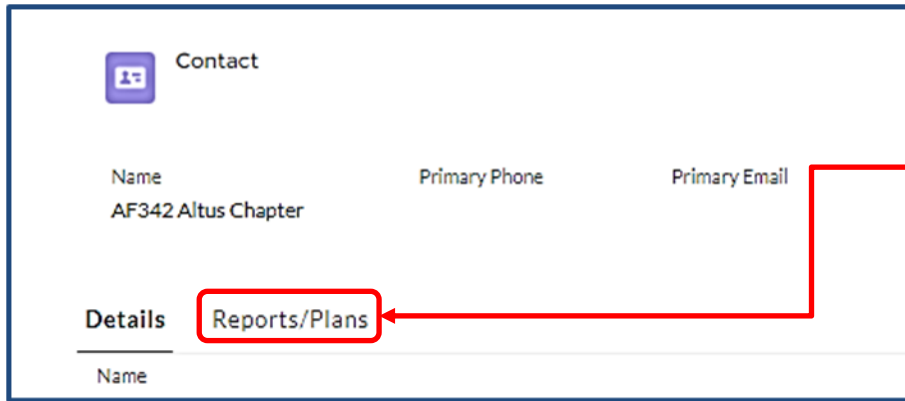 Contact
Name Primary Phone Primary Email
AF342 Altus Chapter
Details Reports/Plans
Name